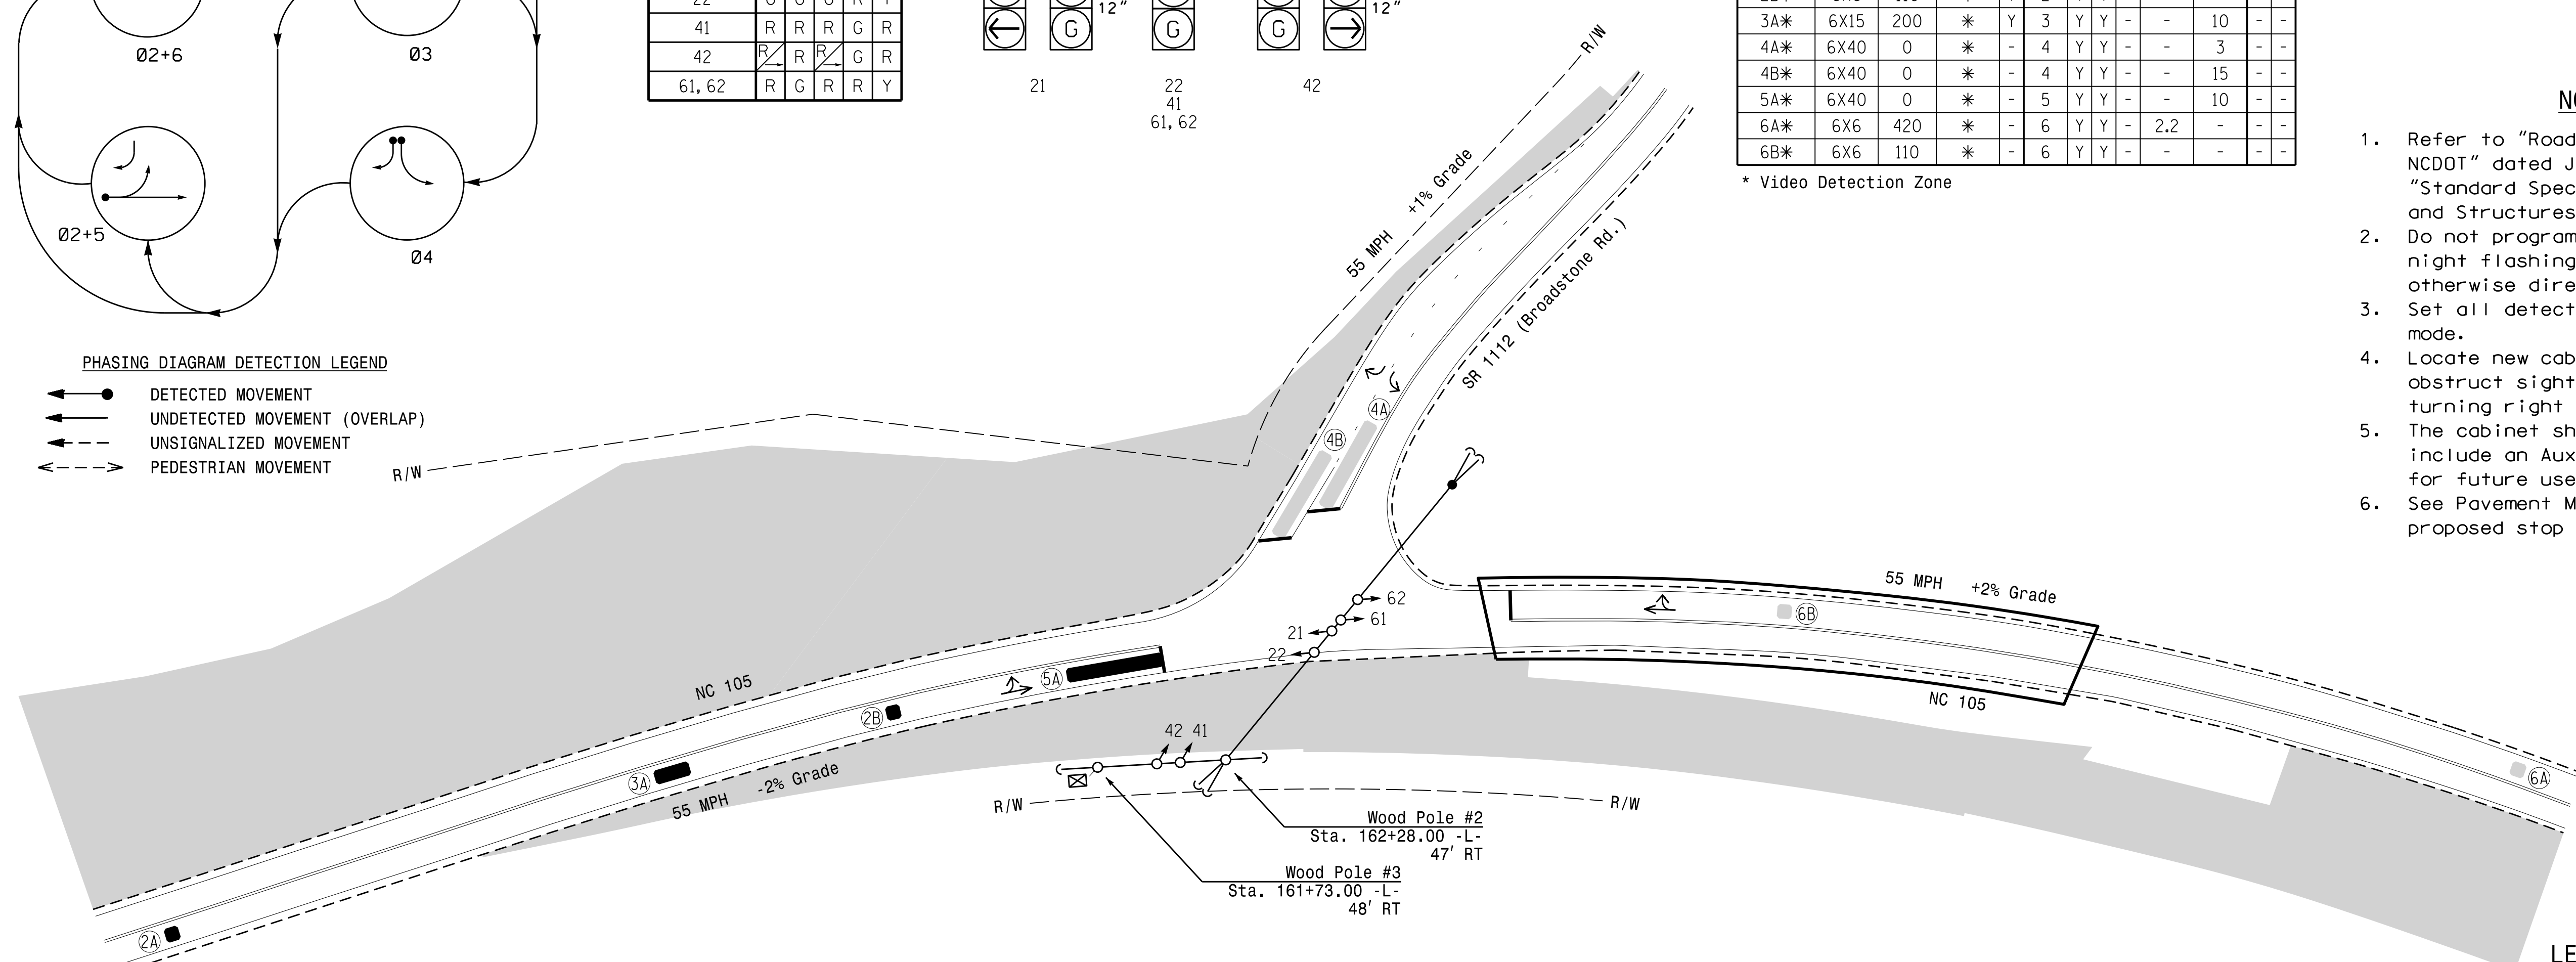 Ø2+6
Ø3
Ø2+5
Ø4
PHASING DIAGRAM DETECTION LEGEND
DETECTED MOVEMENT
UNDETECTED MOVEMENT (OVERLAP)
UNSIGNALIZED MOVEMENT
PEDESTRIAN MOVEMENT
41 R R R G R
42 R R R G R
61, 62 R G R R Y
12" 12"
G G G
21 22 42
41
61, 62
3A* 6X15 200 * Y 3 Y Y - - 10 - -
4A* 6X40 0 * - 4 Y Y - - 3 - -
4B* 6X40 0 * - 4 Y Y - - 15 - -
5A* 6X40 0 * - 5 Y Y - - 10 - -
6A* 6X6 420 * - 6 Y Y - 2.2 - - -
6B* 6X6 110 * - 6 Y Y - - - - -
* Video Detection Zone
1. Refer to "Road
NCDOT" dated J
"Standard Spec
and Structures
2. Do not program
night flashing
otherwise dire
3. Set all detect
mode.
4. Locate new cab
obstruct sight
turning right
5. The cabinet sh
include an Aux
for future use
6. See Pavement M
proposed stop
R/W
55 MPH +1% Grade
SR 1112 (Broadstone Rd.)
4A
4B
R/W
62
61
21
22
55 MPH +2% Grade
6B
NC 105
6A
NC 105
5A
2B
3A
55 MPH -2% Grade
2A
42 41
R/W
R/W
Wood Pole #2
Sta. 162+28.00 -L-
47' RT
Wood Pole #3
Sta. 161+73.00 -L-
48' RT
LE